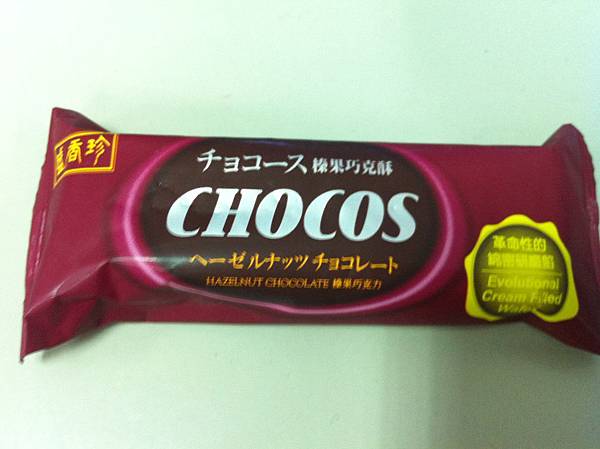 盛香珍
チョコース 榛果巧克酥
CHOCOS
ヘーゼルナッツ チョコレート
HAZELNUT CHOCOLATE 榛果巧克力
革命性的
Evolutional
Cream Filled